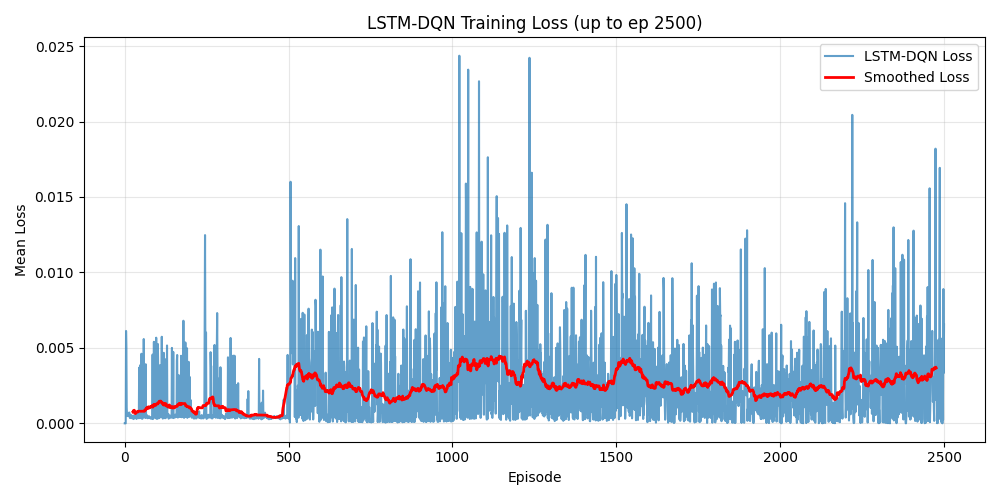 LSTM-DQN Training Loss (up to ep 2500)
LSTM-DQN Loss
Smoothed Loss
Mean Loss
0.025
0.020
0.015
0.010
0.005
0.000
0
500
1000
1500
2000
2500
Episode